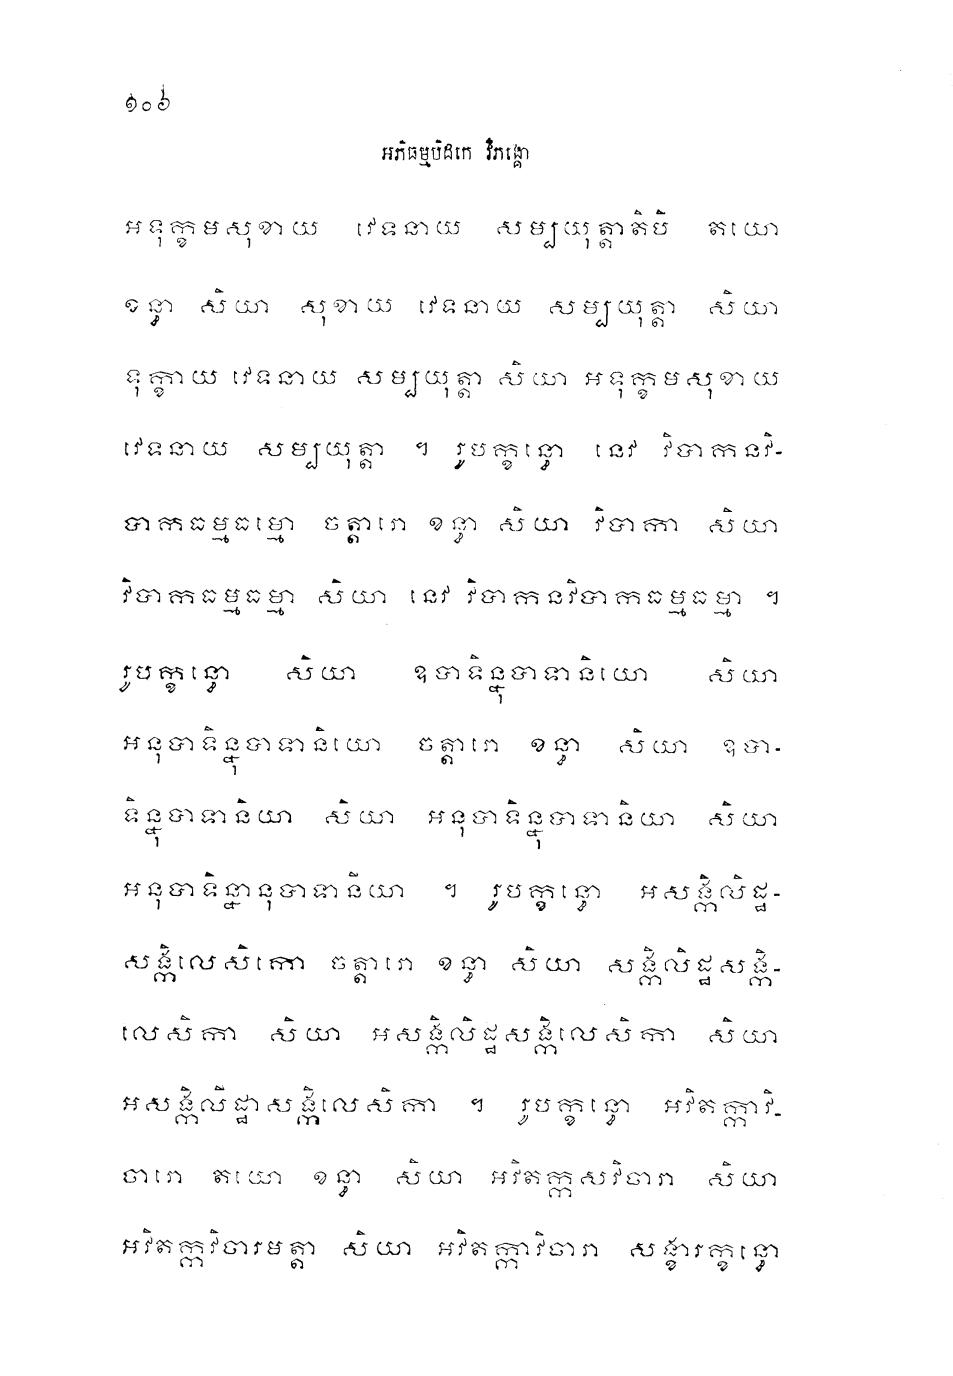 ១០៦
អភិធម្មបិដកេ វិភង្គោ
អទុក្ខមសុខាយ វេទនាយ សម្បយុត្តាតិបិ តយោ
ខន្ធា សិយា សុខាយ វេទនាយ សម្បយុត្តា សិយា
ទុក្ខាយ វេទនាយ សម្បយុត្តា សិយា អទុក្ខមសុខាយ
វេទនាយ សម្បយុត្តា ។ រូបក្ខន្ធោ នេវ វិបាកនវិ-
បាកធម្មធម្មោ ចត្តារោ ខន្ធា សិយា វិបាកា សិយា
វិបាកធម្មធម្មា សិយា នេវ វិបាកនវិបាកធម្មធម្មា ។
រូបក្ខន្ធោ សិយា ឧបាទិន្នុបាទានិយោ សិយា
អនុបាទិន្នុបាទានិយោ ចត្តារោ ខន្ធា សិយា ឧបា-
ទិន្នុបាទានិយា សិយា អនុបាទិន្នុបាទានិយា សិយា
អនុបាទិន្នានុបាទានីយា ។ រូបក្ខន្ធោ អសង្កិលិដ្ឋ-
សង្កិលេសិកោ ចត្តារោ ខន្ធា សិយា សង្កិលិដ្ឋសង្កិ-
លេសិកា សិយា អសង្កិលិដ្ឋសង្កិលេសិកា សិយា
អសង្កិលីដ្ឋាសង្កិលេសិកា ។ រូបក្ខន្ធោ អវិតក្កាវិ-
ចារោ តយោ ខន្ធា សិយា អវិតក្កសវិចារា សិយា
អវិតក្កវិចារមត្តា សិយា អវិតក្កាវិចារា សង្ខារក្ខន្ធោ